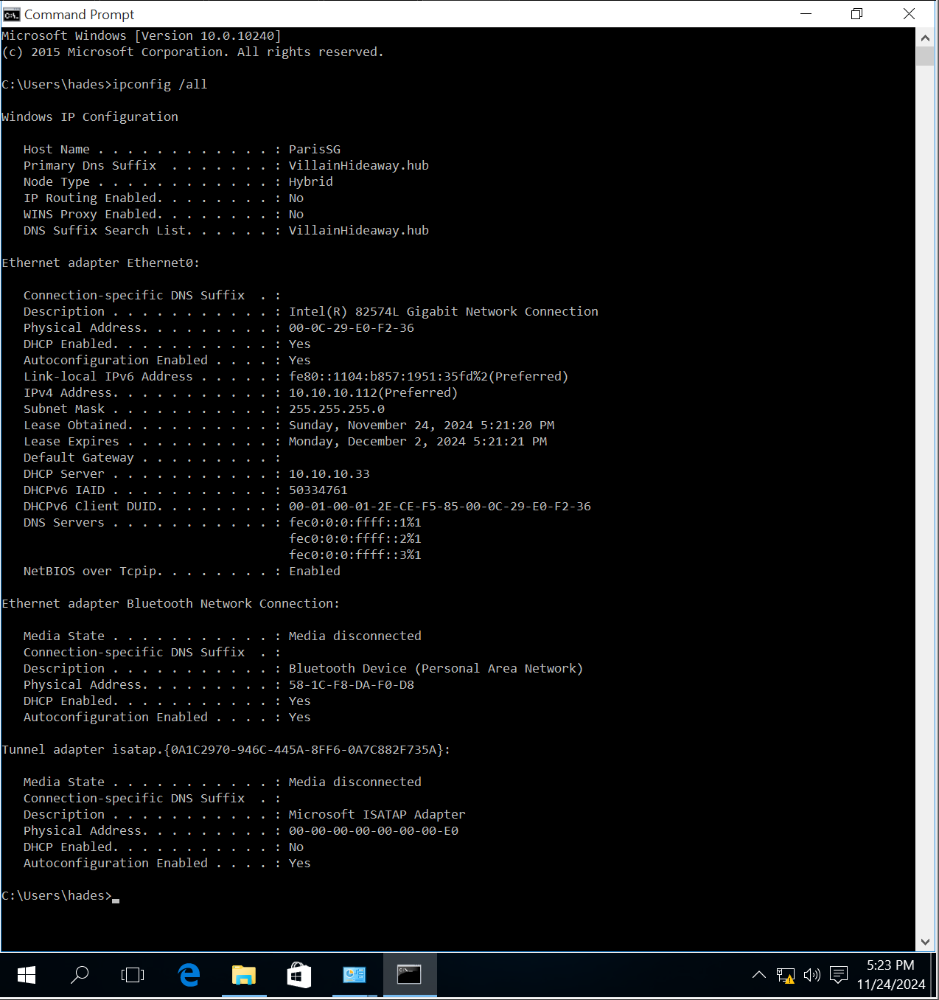 Command Prompt
Microsoft Windows [Version 10.0.10240]
(c) 2015 Microsoft Corporation. All rights reserved.
C:\Users\hades>ipconfig /all
Windows IP Configuration
Host Name . . . . . . . . . . . . : ParisSG
Primary Dns Suffix  . . . . . . . : VillainHideaway.hub
Node Type . . . . . . . . . . . . : Hybrid
IP Routing Enabled. . . . . . . . : No
WINS Proxy Enabled. . . . . . . . : No
DNS Suffix Search List. . . . . . : VillainHideaway.hub
Ethernet adapter Ethernet0:
Connection-specific DNS Suffix  . :
Description . . . . . . . . . . . : Intel(R) 82574L Gigabit Network Connection
Physical Address. . . . . . . . . : 00-0C-29-E0-F2-36
DHCP Enabled. . . . . . . . . . . : Yes
Autoconfiguration Enabled . . . . : Yes
Link-local IPv6 Address . . . . . : fe80::1104:b857:1951:35fd%2(Preferred)
IPv4 Address. . . . . . . . . . . : 10.10.10.112(Preferred)
Subnet Mask . . . . . . . . . . . : 255.255.255.0
Lease Obtained. . . . . . . . . . : Sunday, November 24, 2024 5:21:20 PM
Lease Expires . . . . . . . . . . : Monday, December 2, 2024 5:21:21 PM
Default Gateway . . . . . . . . . :
DHCP Server . . . . . . . . . . . : 10.10.10.33
DHCPv6 IAID . . . . . . . . . . . : 50334761
DHCPv6 Client DUID. . . . . . . . : 00-01-00-01-2E-CE-F5-85-00-0C-29-E0-F2-36
DNS Servers . . . . . . . . . . . : fec0:0:0:ffff::1%1
fec0:0:0:ffff::2%1
fec0:0:0:ffff::3%1
NetBIOS over Tcpip. . . . . . . . : Enabled
Ethernet adapter Bluetooth Network Connection:
Media State . . . . . . . . . . . : Media disconnected
Connection-specific DNS Suffix  . :
Description . . . . . . . . . . . : Bluetooth Device (Personal Area Network)
Physical Address. . . . . . . . . : 58-1C-F8-DA-F0-D8
DHCP Enabled. . . . . . . . . . . : Yes
Autoconfiguration Enabled . . . . : Yes
Tunnel adapter isatap.{0A1C2970-946C-445A-8FF6-0A7C882F735A}:
Media State . . . . . . . . . . . : Media disconnected
Connection-specific DNS Suffix  . :
Description . . . . . . . . . . . : Microsoft ISATAP Adapter
Physical Address. . . . . . . . . : 00-00-00-00-00-00-00-E0
DHCP Enabled. . . . . . . . . . . : No
Autoconfiguration Enabled . . . . : Yes
C:\Users\hades>
5:23 PM
11/24/2024